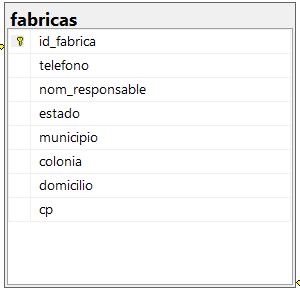 fabricas
id_fabrica
telefono
nom_responsable
estado
municipio
colonia
domicilio
cp